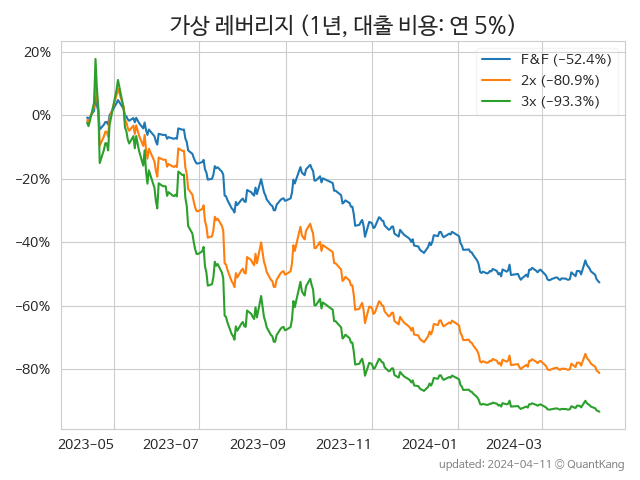 가상 레버리지 (1년, 대출 비용: 연 5%)
20%
0%
−20%
−40%
−60%
−80%
F&F (−52.4%)
2x (−80.9%)
3x (−93.3%)
2023-05 2023-07 2023-09 2023-11 2024-01 2024-03
updated: 2024-04-11 © QuantKang